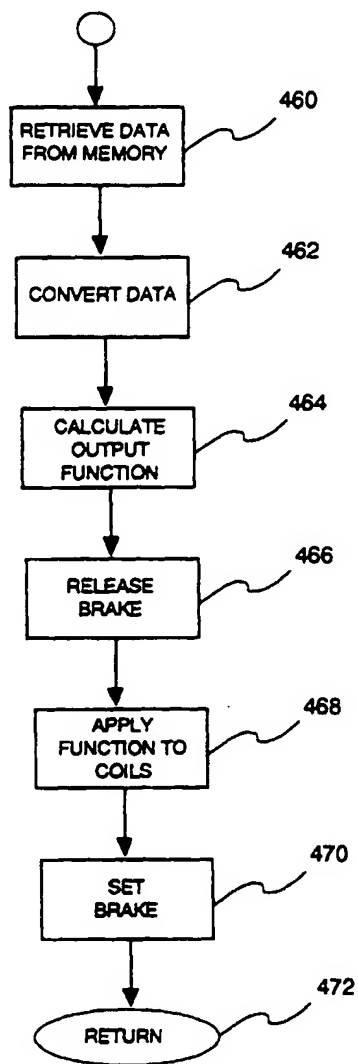 460
RETRIEVE DATA
FROM MEMORY
462
CONVERT DATA
464
CALCULATE
OUTPUT
FUNCTION
466
RELEASE
BRAKE
468
APPLY
FUNCTION TO
COILS
470
SET
BRAKE
472
RETURN